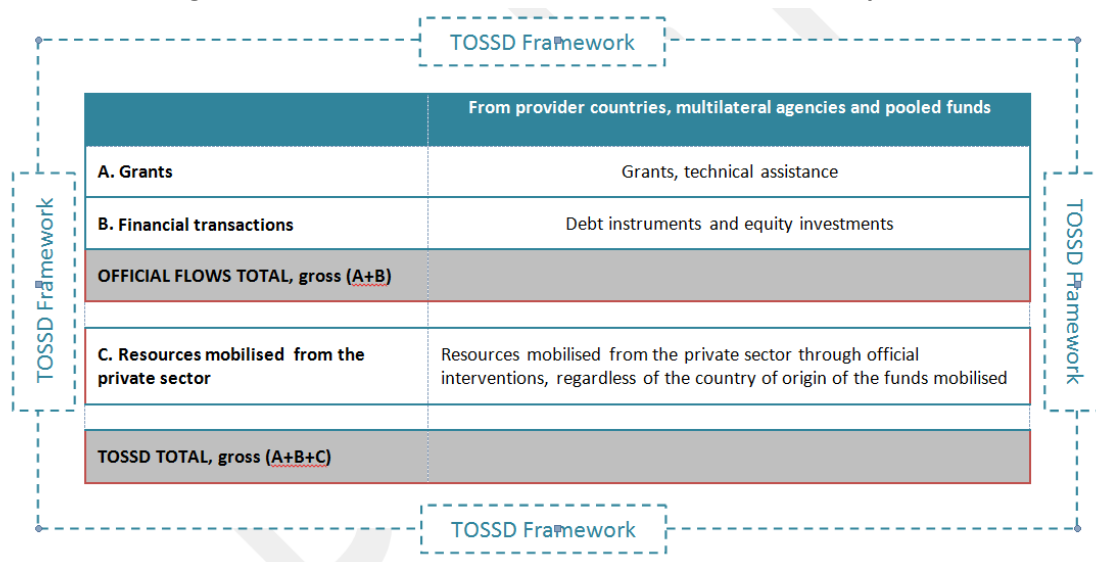 TOSSD Framework
From provider countries, multilateral agencies and pooled funds
A. Grants
Grants, technical assistance
B. Financial transactions
Debt instruments and equity investments
OFFICIAL FLOWS TOTAL, gross (A+B)
C. Resources mobilised from the
private sector
Resources mobilised from the private sector through official
interventions, regardless of the country of origin of the funds mobilised
TOSSD TOTAL, gross (A+B+C)
TOSSD Framework
TOSSD Framework
TOSSD Framework